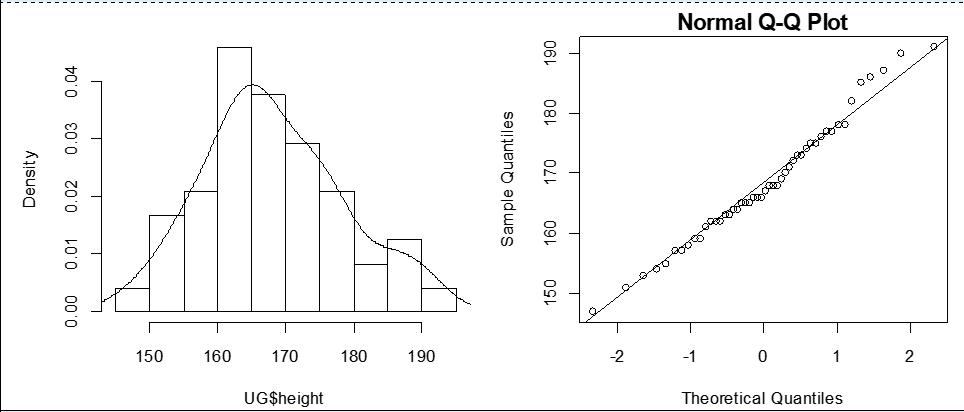 Density
0.04
0.03
0.02
0.01
0.00
150 160 170 180 190
UG$height
Normal Q-Q Plot
Sample Quantiles
190
180
170
160
150
-2 -1 0 1 2
Theoretical Quantiles